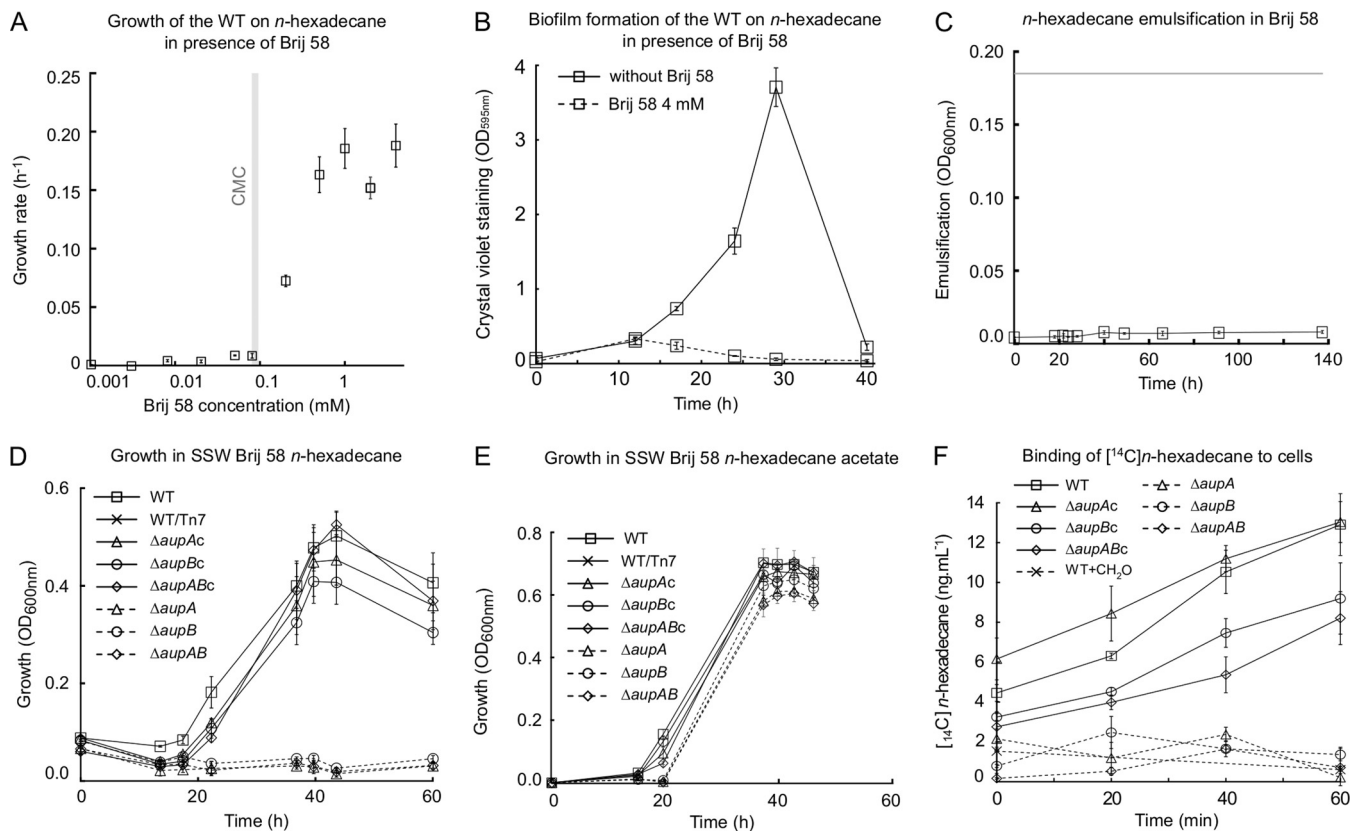 A
Growth of the WT on n-hexadecane
in presence of Brij 58
0.25
0.20
0.15
0.10
0.05
0
Growth rate (h-1)
CMC
0.001
0.01
0.1
1
Brij 58 concentration (mM)
B
Biofilm formation of the WT on n-hexadecane
in presence of Brij 58
without Brij 58
Brij 58 4 mM
4
3
2
1
0
Crystal violet staining (OD595nm)
0
10
20
30
40
Time (h)
C
n-hexadecane emulsification in Brij 58
0.20
0.15
0.10
0.05
0.0
Emulsification (OD600nm)
0
20
60
100
140
Time (h)
D
Growth in SSW Brij 58 n-hexadecane
WT
WT/Tn7
ΔaupAc
ΔaupBc
ΔaupABc
ΔaupA
ΔaupB
ΔaupAB
0.6
0.4
0.2
0.0
Growth (OD600nm)
0
20
40
60
Time (h)
E
Growth in SSW Brij 58 n-hexadecane acetate
WT
WT/Tn7
ΔaupAc
ΔaupBc
ΔaupABc
ΔaupA
ΔaupB
ΔaupAB
0.8
0.6
0.4
0.2
0.0
Growth (OD600nm)
0
20
40
60
Time (h)
F
Binding of [14C]n-hexadecane to cells
WT
ΔaupAc
ΔaupBc
ΔaupABc
WT+CH2O
ΔaupA
ΔaupB
ΔaupAB
14
12
10
8
6
4
2
0
[14C] n-hexadecane (ng.mL-1)
0
20
40
60
Time (min)